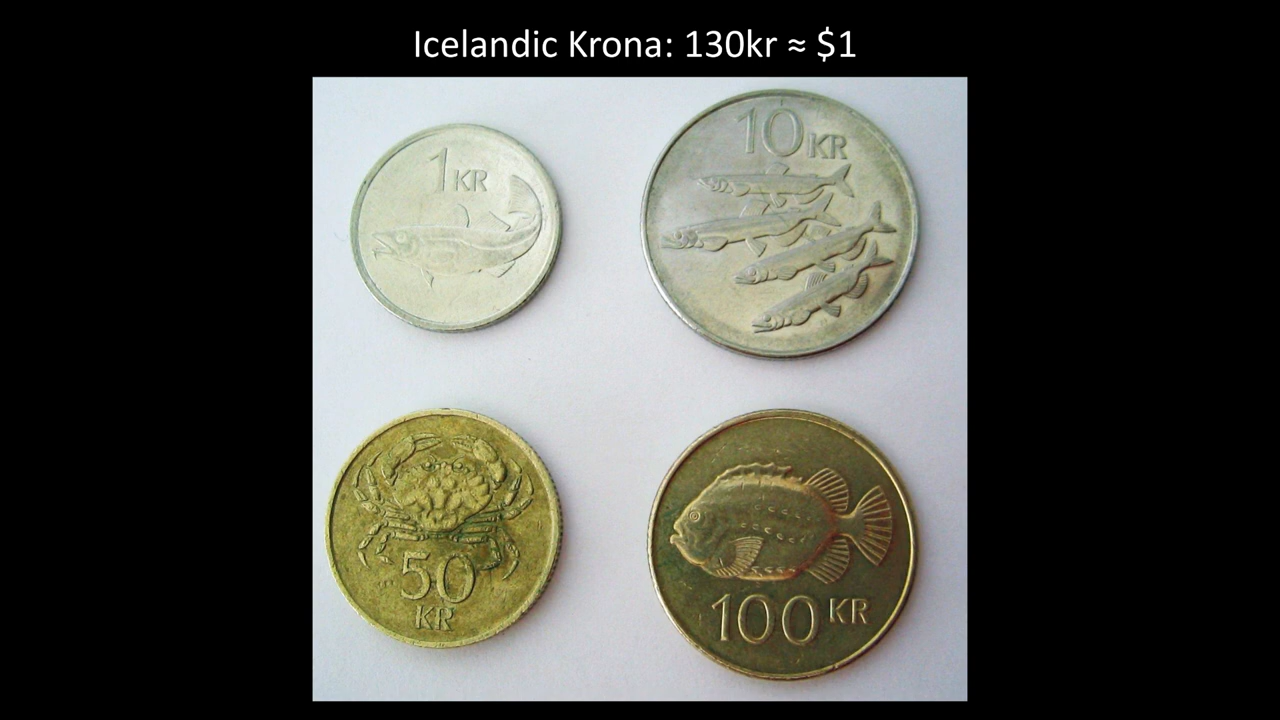 Icelandic Krona: 130kr ≈ $1
1 KR
10 KR
50
KR
100 KR